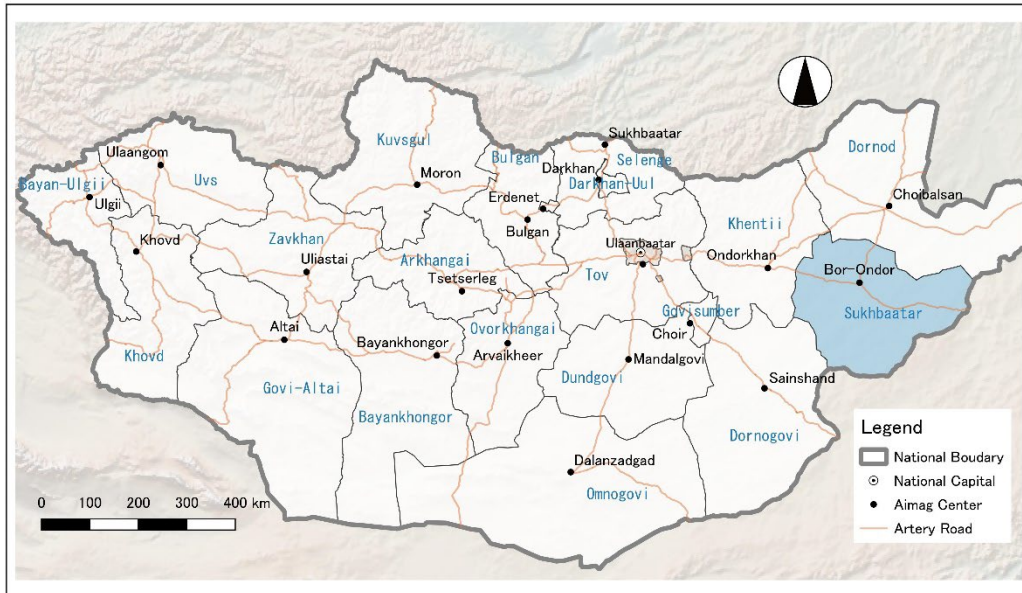 Sukhbaatar
Kuvsgul
Bulgan
Selenge
Dornod
Ulaangom
Darkhan
Uvs
Moron
Darkhan-Uul
Bayan-Ulgii
Ulgii
Erdenet
Choibalsan
Bulgan
Khentii
Khovd
Zavkhan
Ulaanbaatar
Arkhangai
Uliastai
Tov
Ondorkhan
Tsetserleg
Bor-Ondor
Govisumber
Sukhbaatar
Altai
Ovorkhangai
Choir
Bayankhongor
Arvaikheer
Khovd
Mandalgovi
Dundgovi
Govi-Altai
Sainshand
Bayankhongor
Dornogovi
Dalanzadgad
Omnogovi
0 100 200 300 400 km
Legend
National Boudary
National Capital
Aimag Center
Artery Road